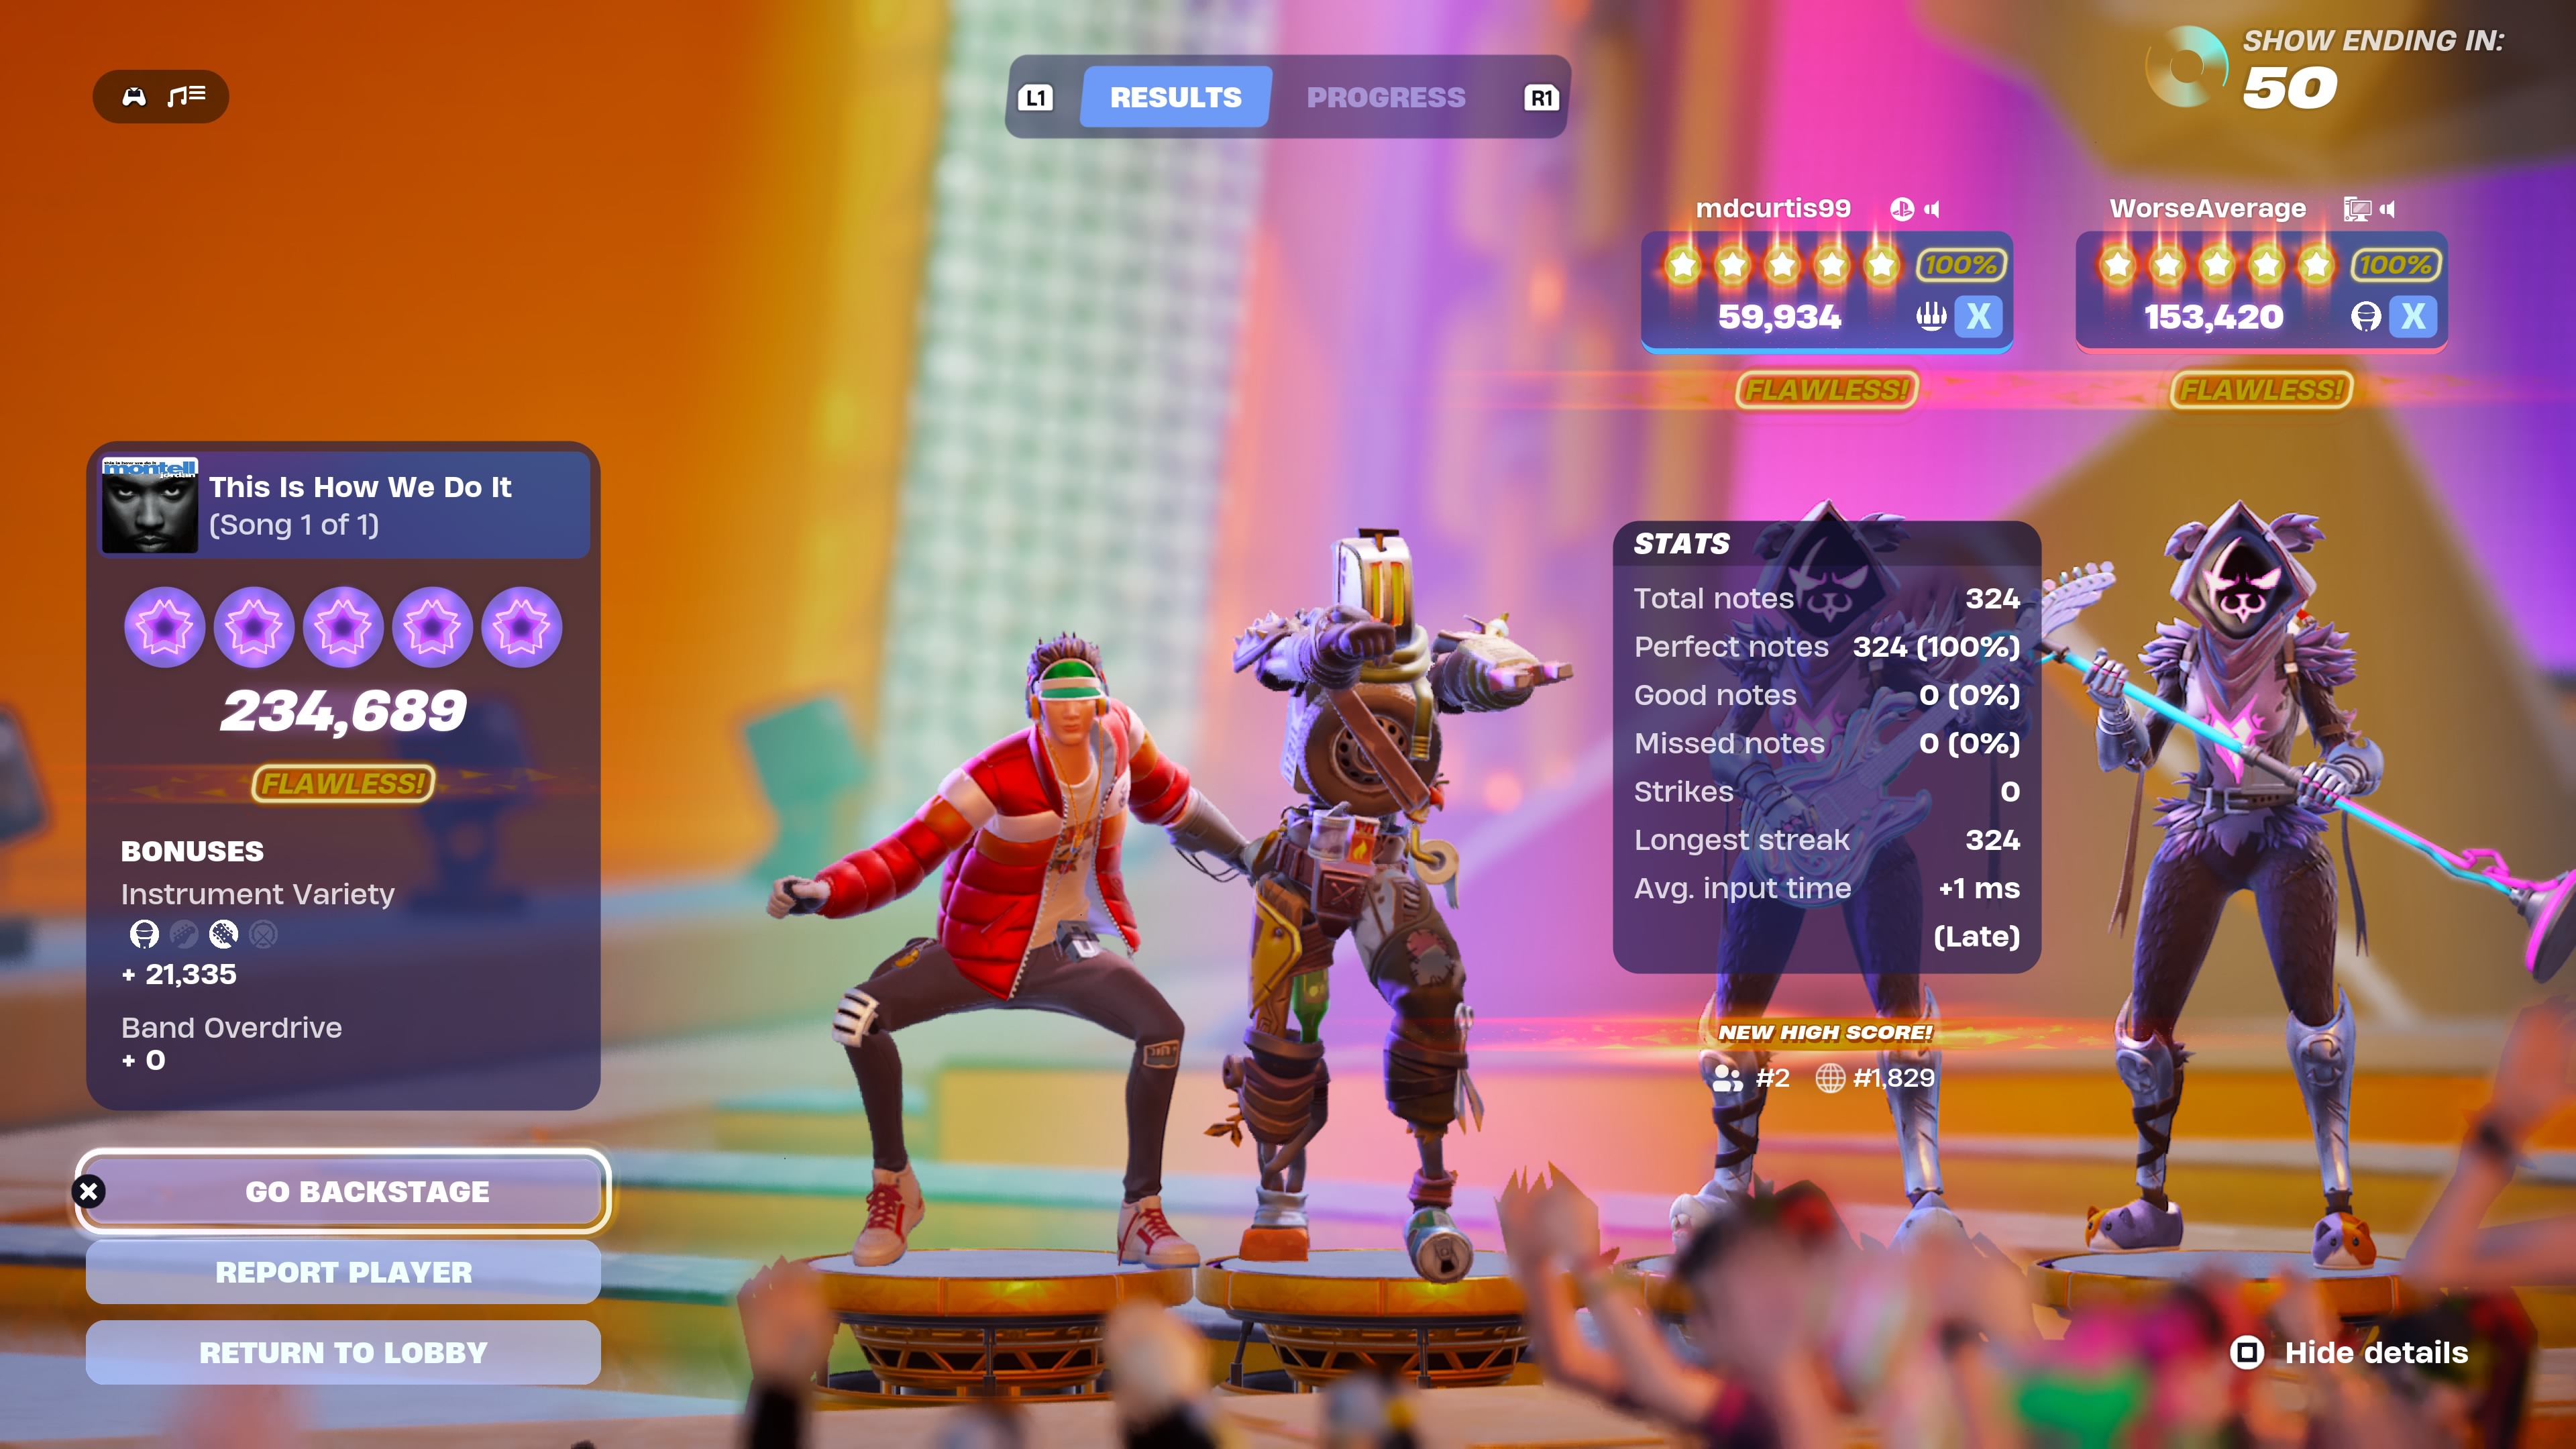 L1
RESULTS
PROGRESS
R1
SHOW ENDING IN:
50
mdcurtis99
100%
59,934
X
FLAWLESS!
WorseAverage
100%
153,420
X
FLAWLESS!
montell
jordan
This Is How We Do It
(Song 1 of 1)
234,689
FLAWLESS!
BONUSES
Instrument Variety
+ 21,335
Band Overdrive
+ 0
GO BACKSTAGE
REPORT PLAYER
RETURN TO LOBBY
STATS
Total notes 324
Perfect notes 324 (100%)
Good notes 0 (0%)
Missed notes 0 (0%)
Strikes 0
Longest streak 324
Avg. input time +1 ms
(Late)
NEW HIGH SCORE!
#2 #1,829
Hide details